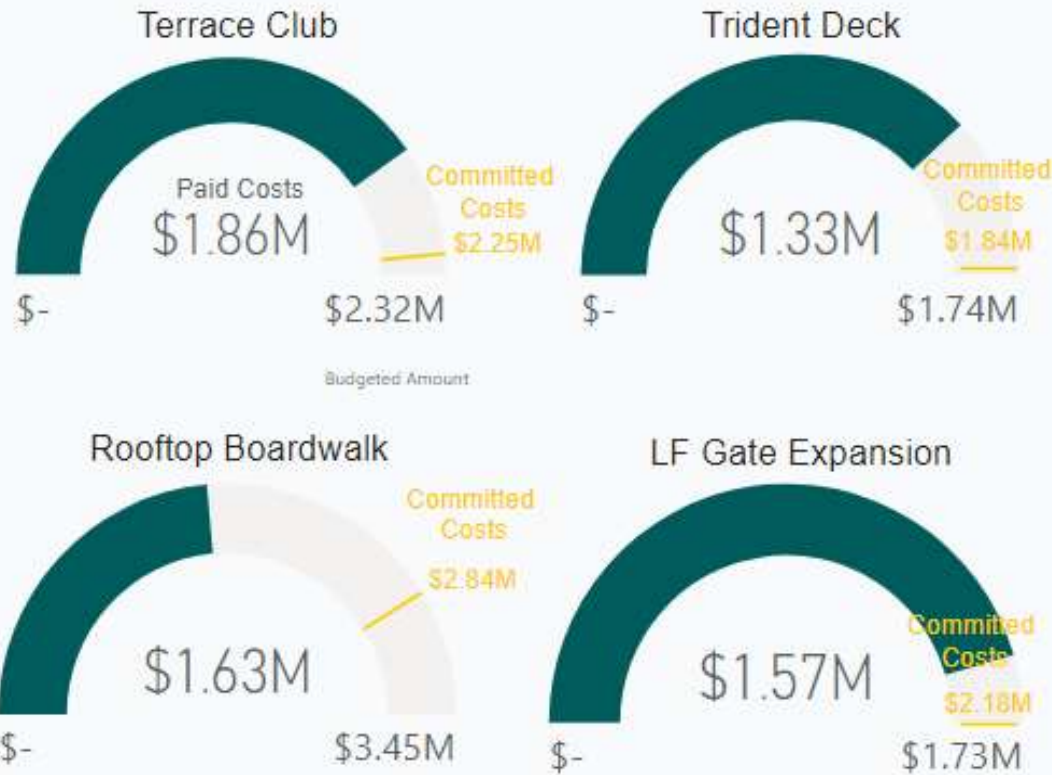 Terrace Club
Paid Costs
$1.86M
Committed
Costs
$2.25M
$-
$2.32M
Budgeted Amount
Trident Deck
$1.33M
Committed
Costs
$1.84M
$-
$1.74M
Rooftop Boardwalk
$1.63M
Committed
Costs
$2.84M
$-
$3.45M
LF Gate Expansion
$1.57M
Committed
Costs
$2.18M
$-
$1.73M